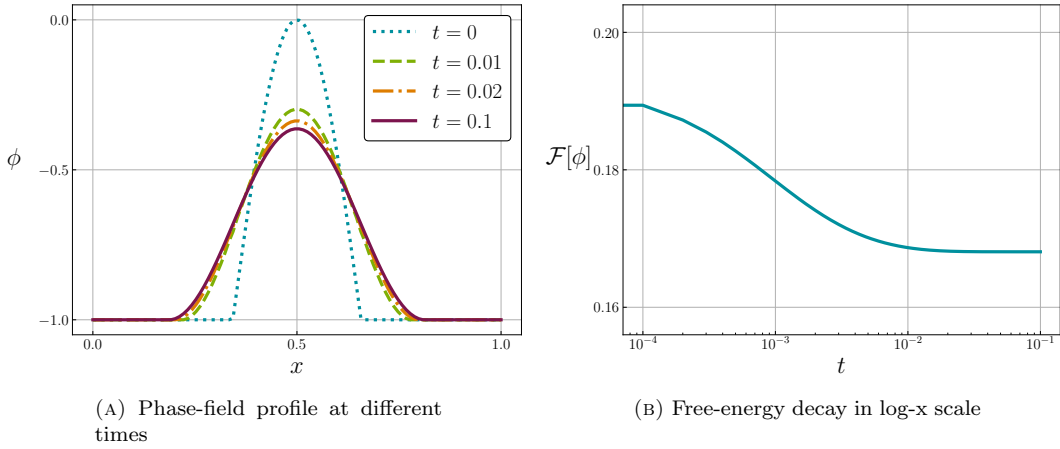 0.0
−0.5
−1.0
ϕ
0.0
0.5
1.0
x
t = 0
t = 0.01
t = 0.02
t = 0.1
(A) Phase-field profile at different
times
0.20
0.18
0.16
F[ϕ]
10⁻⁴
10⁻³
10⁻²
10⁻¹
t
(B) Free-energy decay in log-x scale